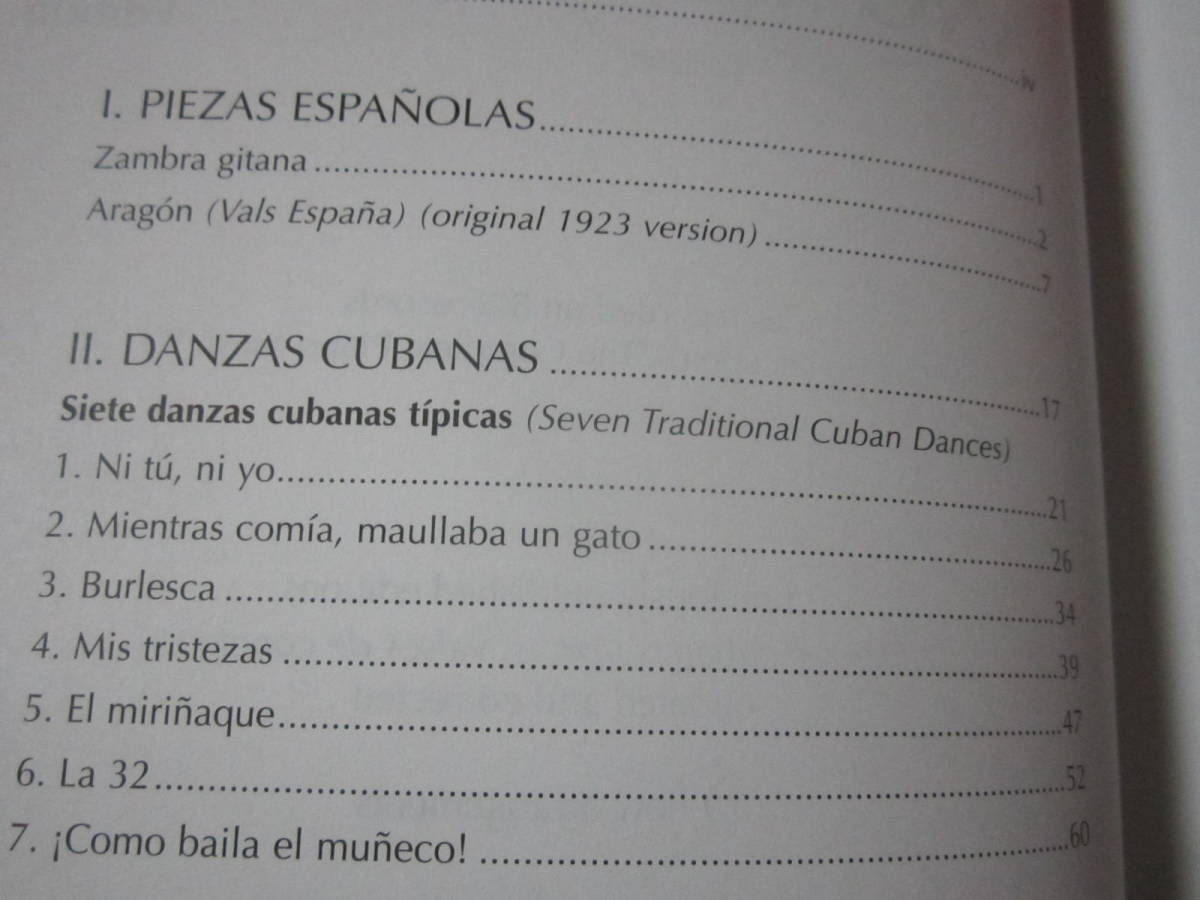 iv
I. PIEZAS ESPAÑOLAS....................1
Zambra gitana....................2
Aragón (Vals España) (original 1923 version)....................7
II. DANZAS CUBANAS....................17
Siete danzas cubanas típicas (Seven Traditional Cuban Dances)
1. Ni tú, ni yo....................21
2. Mientras comía, maullaba un gato....................26
3. Burlesca....................34
4. Mis tristezas....................39
5. El miriñaque....................47
6. La 32....................52
7. ¡Como baila el muñeco!....................60